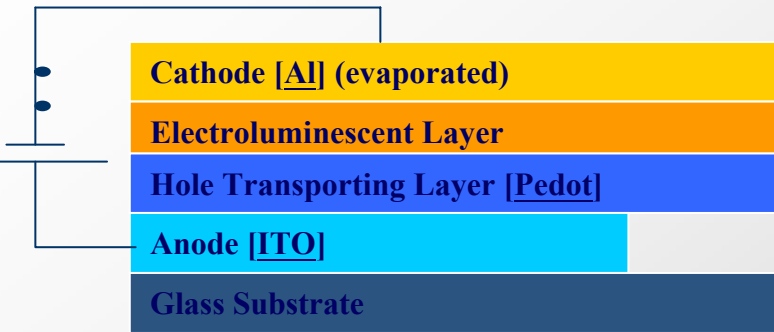 Cathode [Al] (evaporated)
Electroluminescent Layer
Hole Transporting Layer [Pedot]
Anode [ITO]
Glass Substrate